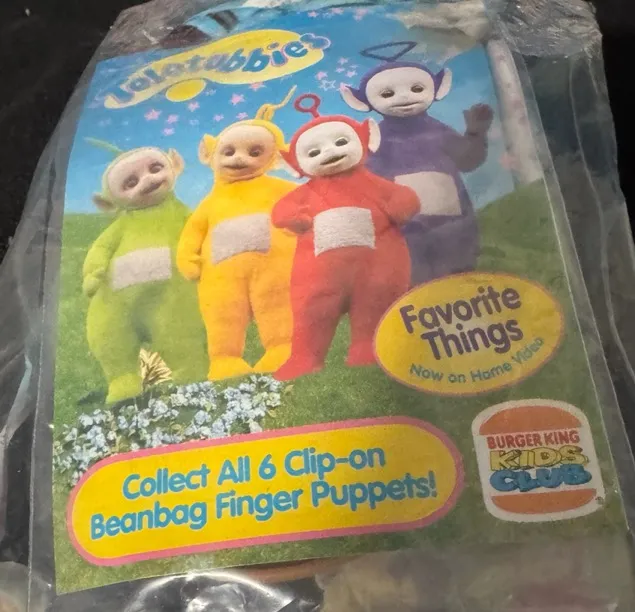 Teletubbies
Favorite
Things
Now on Home Video
Collect All 6 Clip-on
Beanbag Finger Puppets!
BURGER KING
KIDS
CLUB